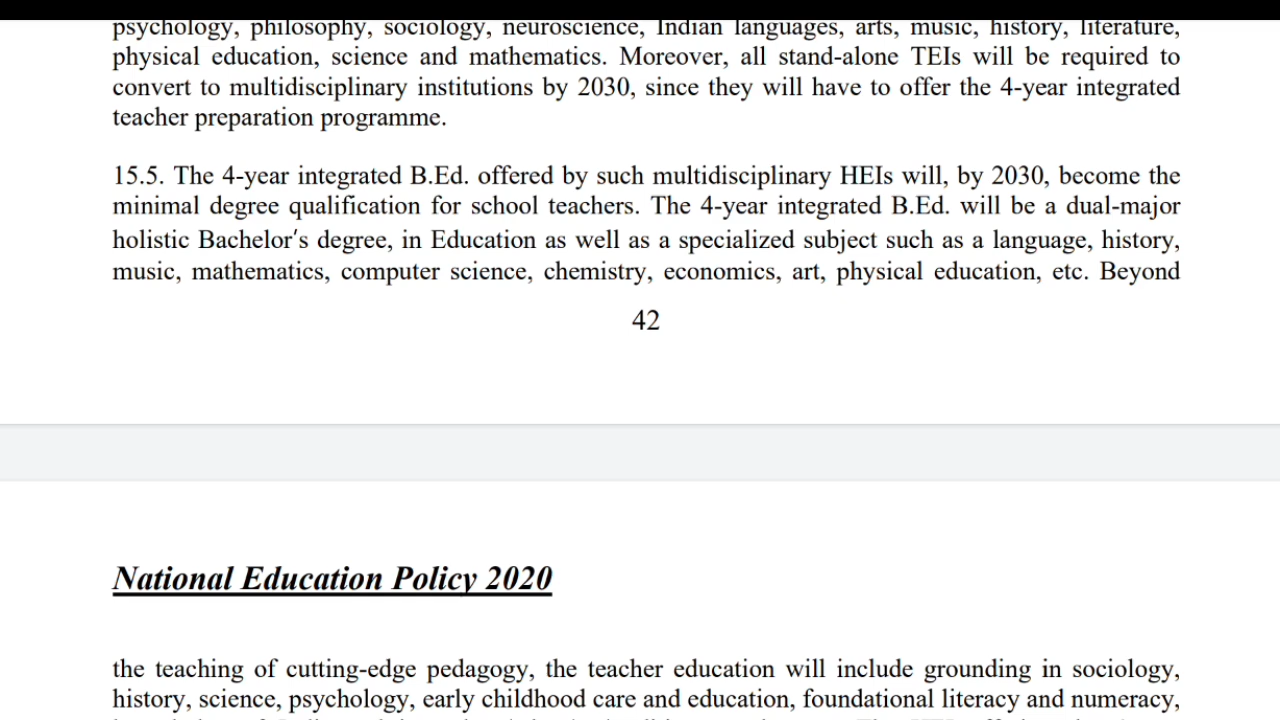 psychology, philosophy, sociology, neuroscience, Indian languages, arts, music, history, literature,
physical education, science and mathematics. Moreover, all stand-alone TEIs will be required to
convert to multidisciplinary institutions by 2030, since they will have to offer the 4-year integrated
teacher preparation programme.
15.5. The 4-year integrated B.Ed. offered by such multidisciplinary HEIs will, by 2030, become the
minimal degree qualification for school teachers. The 4-year integrated B.Ed. will be a dual-major
holistic Bachelor's degree, in Education as well as a specialized subject such as a language, history,
music, mathematics, computer science, chemistry, economics, art, physical education, etc. Beyond
42
National Education Policy 2020
the teaching of cutting-edge pedagogy, the teacher education will include grounding in sociology,
history, science, psychology, early childhood care and education, foundational literacy and numeracy,